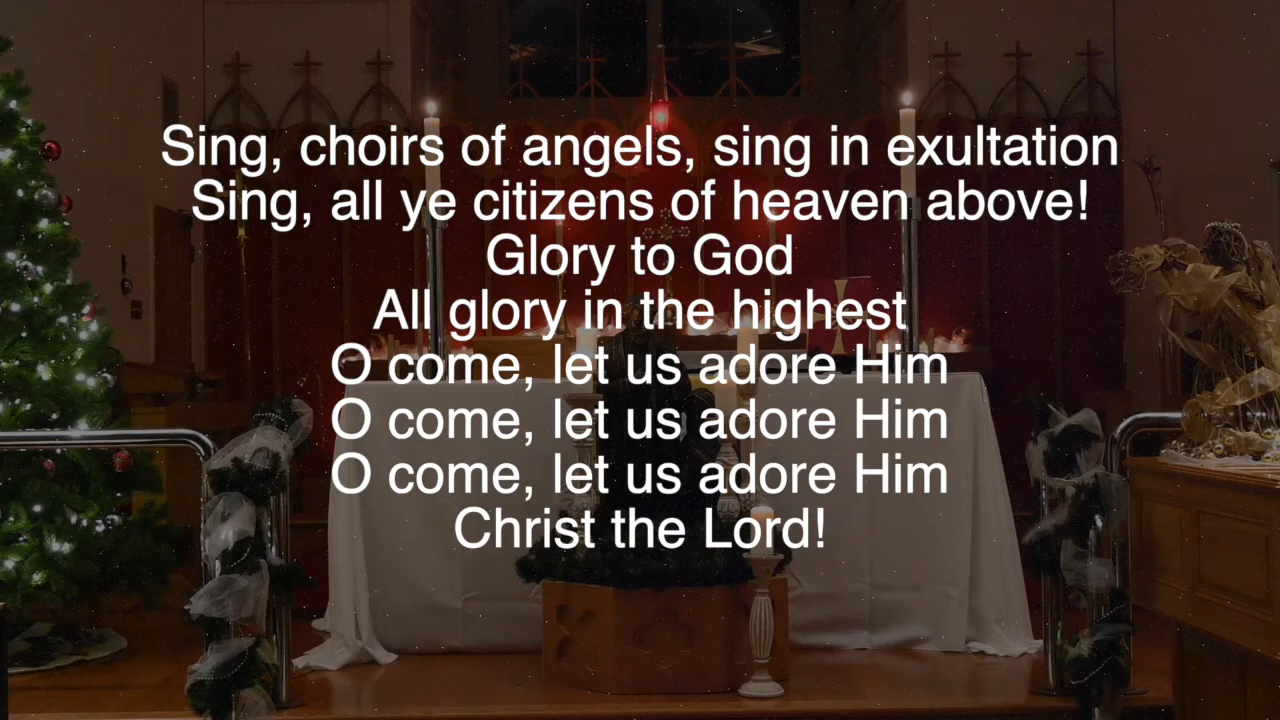 Sing, choirs of angels, sing in exultation
Sing, all ye citizens of heaven above!
Glory to God
All glory in the highest
O come, let us adore Him
O come, let us adore Him
O come, let us adore Him
Christ the Lord!